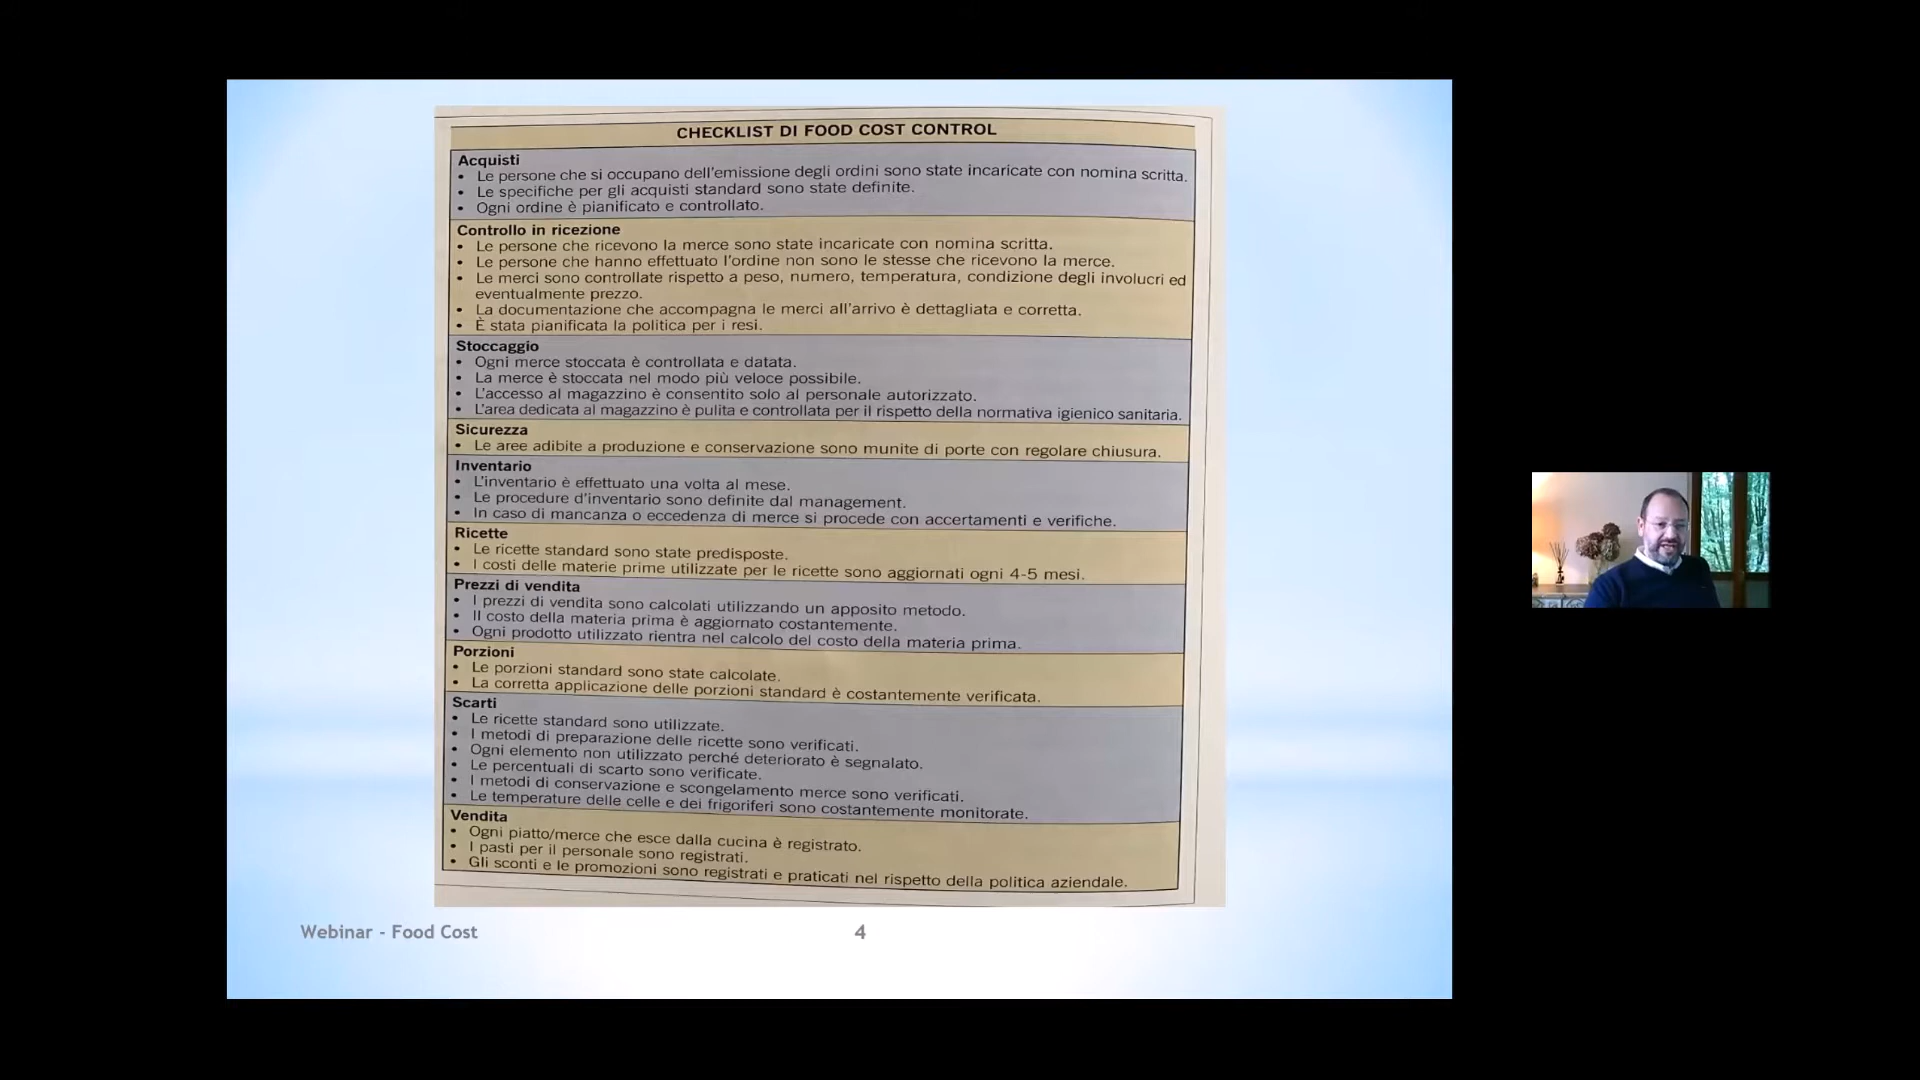 CHECKLIST DI FOOD COST CONTROL
Acquisti
• Le persone che si occupano dell'emissione degli ordini sono state incaricate con nomina scritta.
• Le specifiche per gli acquisti standard sono state definite.
• Ogni ordine è pianificato e controllato.
Controllo in ricezione
• Le persone che ricevono la merce sono state incaricate con nomina scritta.
• Le persone che hanno effettuato l'ordine non sono le stesse che ricevono la merce.
• Le merci sono controllate rispetto a peso, numero, temperatura, condizione degli involucri ed
eventualmente prezzo.
• La documentazione che accompagna le merci all'arrivo è dettagliata e corretta.
• È stata pianificata la politica per i resi.
Stoccaggio
• Ogni merce stoccata è controllata e datata.
• La merce è stoccata nel modo più veloce possibile.
• L'accesso al magazzino è consentito solo al personale autorizzato.
• L'area dedicata al magazzino è pulita e controllata per il rispetto della normativa igienico sanitaria.
Sicurezza
• Le aree adibite a produzione e conservazione sono munite di porte con regolare chiusura.
Inventario
• L'inventario è effettuato una volta al mese.
• Le procedure d'inventario sono definite dal management.
• In caso di mancanza o eccedenza di merce si procede con accertamenti e verifiche.
Ricette
• Le ricette standard sono state predisposte.
• I costi delle materie prime utilizzate per le ricette sono aggiornati ogni 4-5 mesi.
Prezzi di vendita
• I prezzi di vendita sono calcolati utilizzando un apposito metodo.
• Il costo della materia prima è aggiornato costantemente.
• Ogni prodotto utilizzato rientra nel calcolo del costo della materia prima.
Porzioni
• Le porzioni standard sono state calcolate.
• La corretta applicazione delle porzioni standard è costantemente verificata.
Scarti
• Le ricette standard sono utilizzate.
• I metodi di preparazione delle ricette sono verificati.
• Ogni elemento non utilizzato perché deteriorato è segnalato.
• Le percentuali di scarto sono verificate.
• I metodi di conservazione e scongelamento merce sono verificati.
• Le temperature delle celle e dei frigoriferi sono costantemente monitorate.
Vendita
• Ogni piatto/merce che esce dalla cucina è registrato.
• I pasti per il personale sono registrati.
• Gli sconti e le promozioni sono registrati e praticati nel rispetto della politica aziendale.
Webinar - Food Cost
4